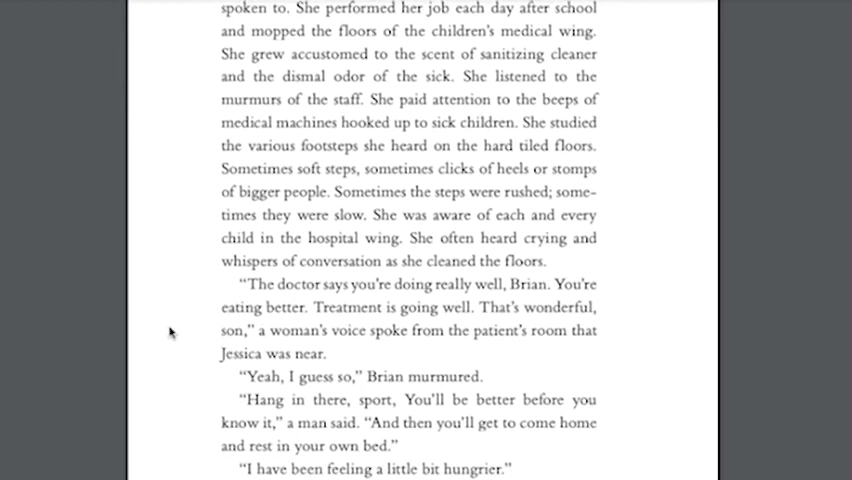 spoken to. She performed her job each day after school
and mopped the floors of the children’s medical wing.
She grew accustomed to the scent of sanitizing cleaner
and the dismal odor of the sick. She listened to the
murmurs of the staff. She paid attention to the beeps of
medical machines hooked up to sick children. She studied
the various footsteps she heard on the hard tiled floors.
Sometimes soft steps, sometimes clicks of heels or stomps
of bigger people. Sometimes the steps were rushed; some-
times they were slow. She was aware of each and every
child in the hospital wing. She often heard crying and
whispers of conversation as she cleaned the floors.
“The doctor says you’re doing really well, Brian. You’re
eating better. Treatment is going well. That’s wonderful,
son,” a woman’s voice spoke from the patient’s room that
Jessica was near.
“Yeah, I guess so,” Brian murmured.
“Hang in there, sport, You’ll be better before you
know it,” a man said. “And then you’ll get to come home
and rest in your own bed.”
“I have been feeling a little bit hungrier.”